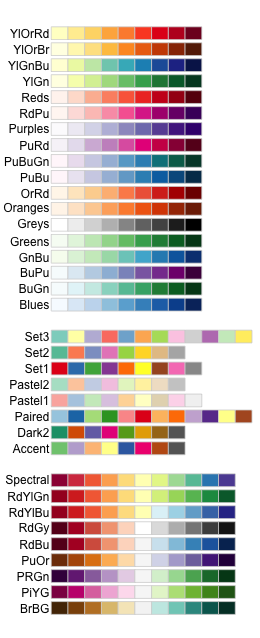 YlOrRd
YlOrBr
YlGnBu
YlGn
Reds
RdPu
Purples
PuRd
PuBuGn
PuBu
OrRd
Oranges
Greys
Greens
GnBu
BuPu
BuGn
Blues
Set3
Set2
Set1
Pastel2
Pastel1
Paired
Dark2
Accent
Spectral
RdYlGn
RdYlBu
RdGy
RdBu
PuOr
PRGn
PiYG
BrBG